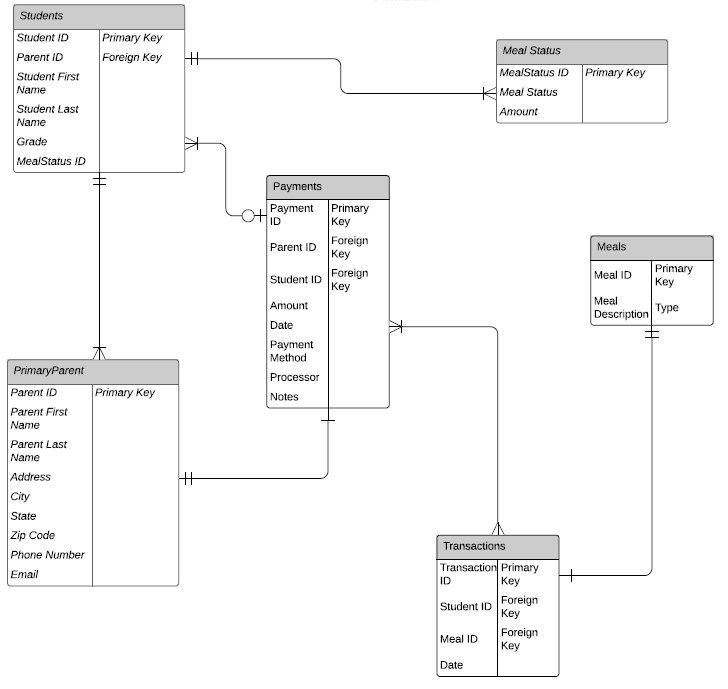 Students
Student ID Primary Key
Parent ID Foreign Key
Student First
Name
Student Last
Name
Grade
MealStatus ID
Meal Status
MealStatus ID Primary Key
Meal Status
Amount
Payments
Payment Primary
ID Key
Parent ID Foreign
Key
Student ID Foreign
Key
Amount
Date
Payment
Method
Processor
Notes
Meals
Meal ID Primary
Key
Meal
Description Type
PrimaryParent
Parent ID Primary Key
Parent First
Name
Parent Last
Name
Address
City
State
Zip Code
Phone Number
Email
Transactions
Transaction Primary
ID Key
Student ID Foreign
Key
Meal ID Foreign
Key
Date